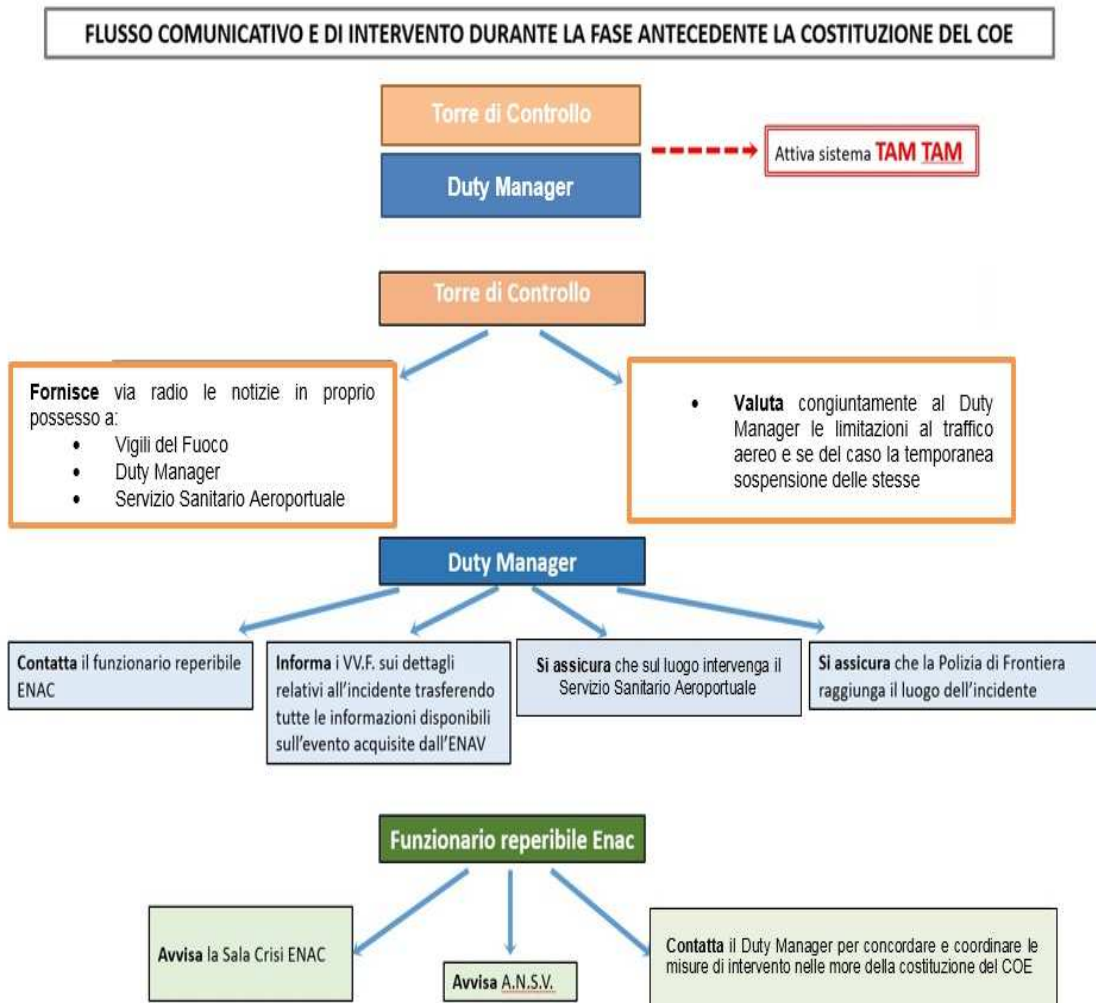 FLUSSO COMUNICATIVO E DI INTERVENTO DURANTE LA FASE ANTECEDENTE LA COSTITUZIONE DEL COE
Torre di Controllo
Duty Manager
Attiva sistema TAM TAM
Torre di Controllo
Fornisce via radio le notizie in proprio
possesso a:
• Vigili del Fuoco
• Duty Manager
• Servizio Sanitario Aeroportuale
• Valuta congiuntamente al Duty
Manager le limitazioni al traffico
aereo e se del caso la temporanea
sospensione delle stesse
Duty Manager
Contatta il funzionario reperibile
ENAC
Informa i VV.F. sui dettagli
relativi all'incidente trasferendo
tutte le informazioni disponibili
sull'evento acquisite dall'ENAV
Si assicura che sul luogo intervenga il
Servizio Sanitario Aeroportuale
Si assicura che la Polizia di Frontiera
raggiunga il luogo dell'incidente
Funzionario reperibile Enac
Avvisa la Sala Crisi ENAC
Avvisa A.N.S.V.
Contatta il Duty Manager per concordare e coordinare le
misure di intervento nelle more della costituzione del COE